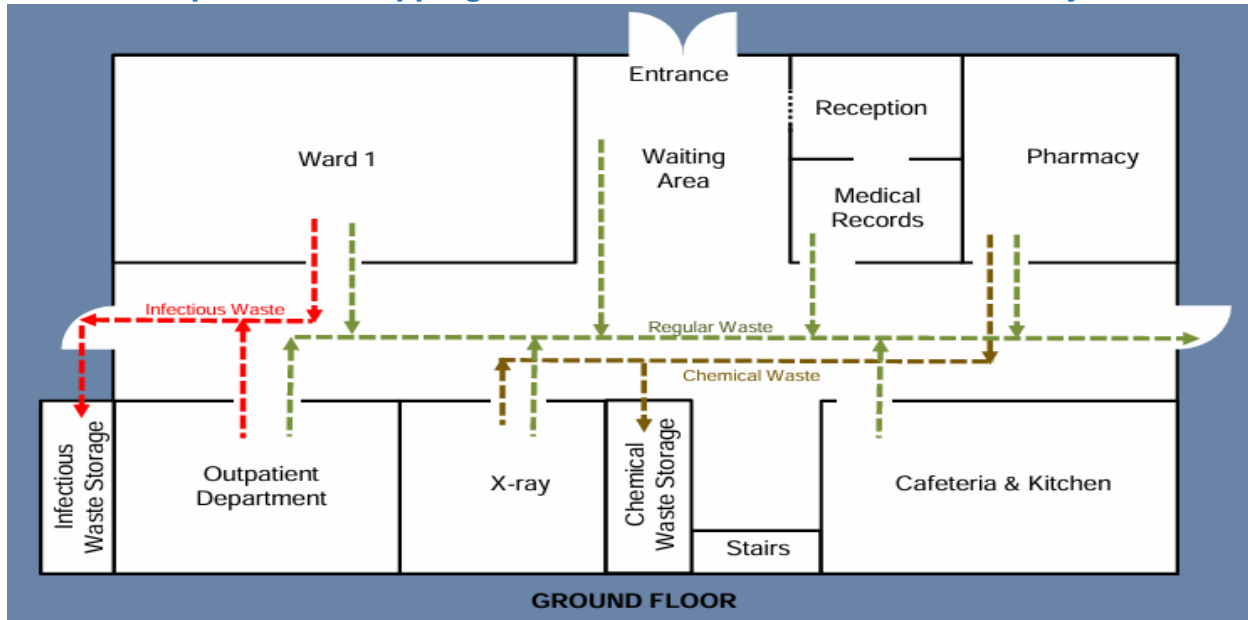 Entrance
Reception
Ward 1
Waiting
Area
Pharmacy
Medical
Records
Infectious Waste
Regular Waste
Chemical Waste
Infectious
Waste Storage
Outpatient
Department
X-ray
Chemical
Waste Storage
Cafeteria & Kitchen
Stairs
GROUND FLOOR